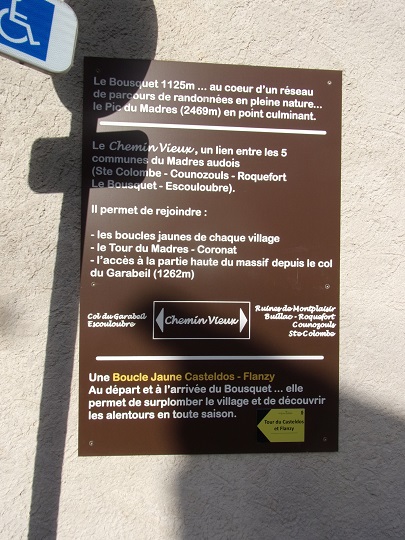 Le Bousquet 1125m ... au coeur d'un réseau
de parcours de randonnées en pleine nature...
le Pic du Madres (2469m) en point culminant.
Le Chemin Vieux, un lien entre les 5
communes du Madres audois
(Ste Colombe - Counozouls - Roquefort
Le Bousquet - Escouloubre).
Il permet de rejoindre :
- les boucles jaunes de chaque village
- le Tour du Madres - Coronat
- l'accès à la partie haute du massif depuis le col
du Garabeil (1262m)
Col du Garabeil
Escouloubre
Chemin Vieux
Ruines de Montplaisir
Buillac - Roquefort
Counozouls
Ste Colombe
Une Boucle Jaune Casteldos - Flanzy
Au départ et à l'arrivée du Bousquet ... elle
permet de surplomber le village et de découvrir
les alentours en toute saison.
Tour du Casteldos
et Flanzy